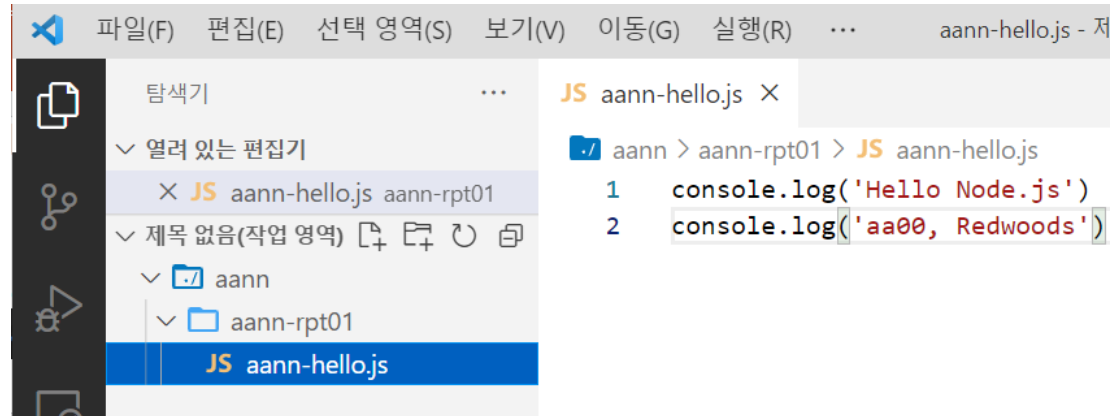 파일(F) 편집(E) 선택 영역(S) 보기(V) 이동(G) 실행(R) ··· aann-hello.js - 제
탐색기 ···
JS aann-hello.js ×
열려 있는 편집기
× JS aann-hello.js aann-rpt01
제목 없음(작업 영역)
aann
aann-rpt01
JS aann-hello.js
aann > aann-rpt01 > JS aann-hello.js
1 console.log('Hello Node.js')
2 console.log('aa00, Redwoods')